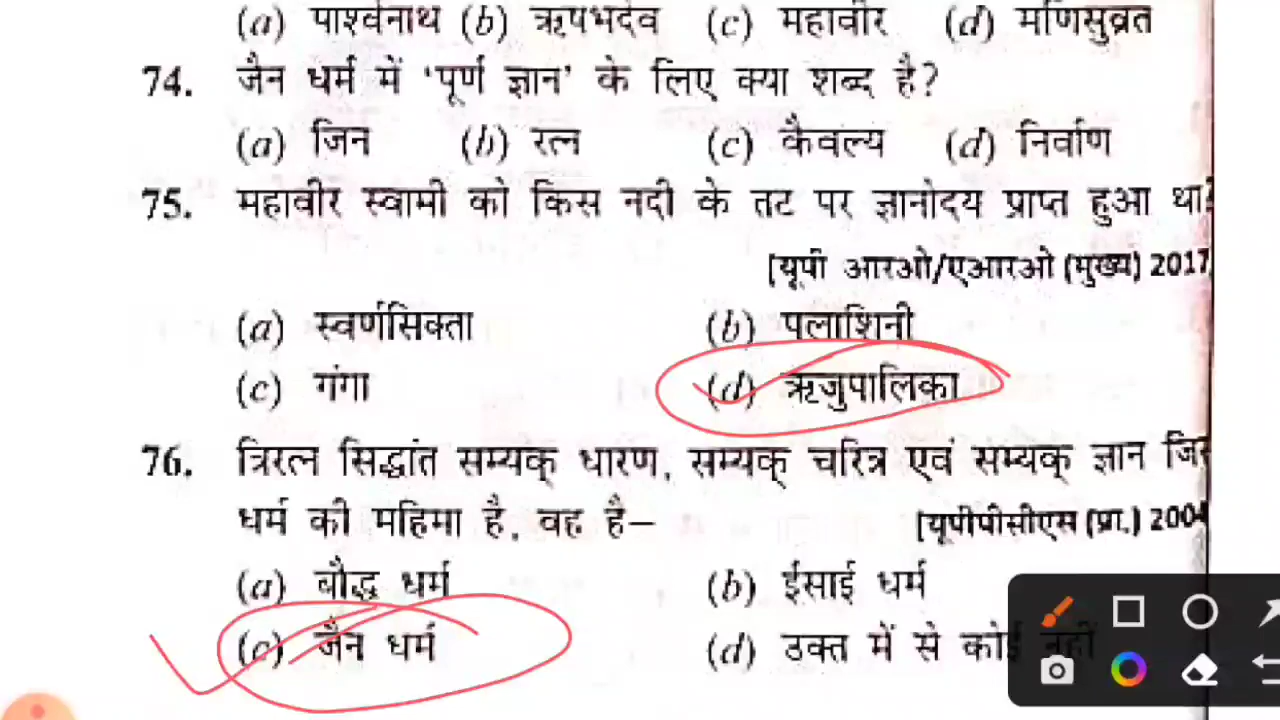 (a) पार्श्वनाथ (b) ऋषभदेव (c) महावीर (d) मणिसुव्रत
74. जैन धर्म में 'पूर्ण ज्ञान' के लिए क्या शब्द है?
(a) जिन (b) रत्न (c) कैवल्य (d) निर्वाण
75. महावीर स्वामी को किस नदी के तट पर ज्ञानोदय प्राप्त हुआ था?
[यूपी आरओ/एआरओ (मुख्य) 2017
(a) स्वर्णसिक्ता (b) पलाशिनी
(c) गंगा (d) ऋजुपालिका
76. त्रिरत्न सिद्धांत सम्यक् धारण, सम्यक् चरित्र एवं सम्यक् ज्ञान जिस
धर्म की महिमा है, वह है–
[यूपीपीसीएस (प्रा.) 2004
(a) बौद्ध धर्म (b) ईसाई धर्म
(c) जैन धर्म (d) उक्त में से कोई नहीं